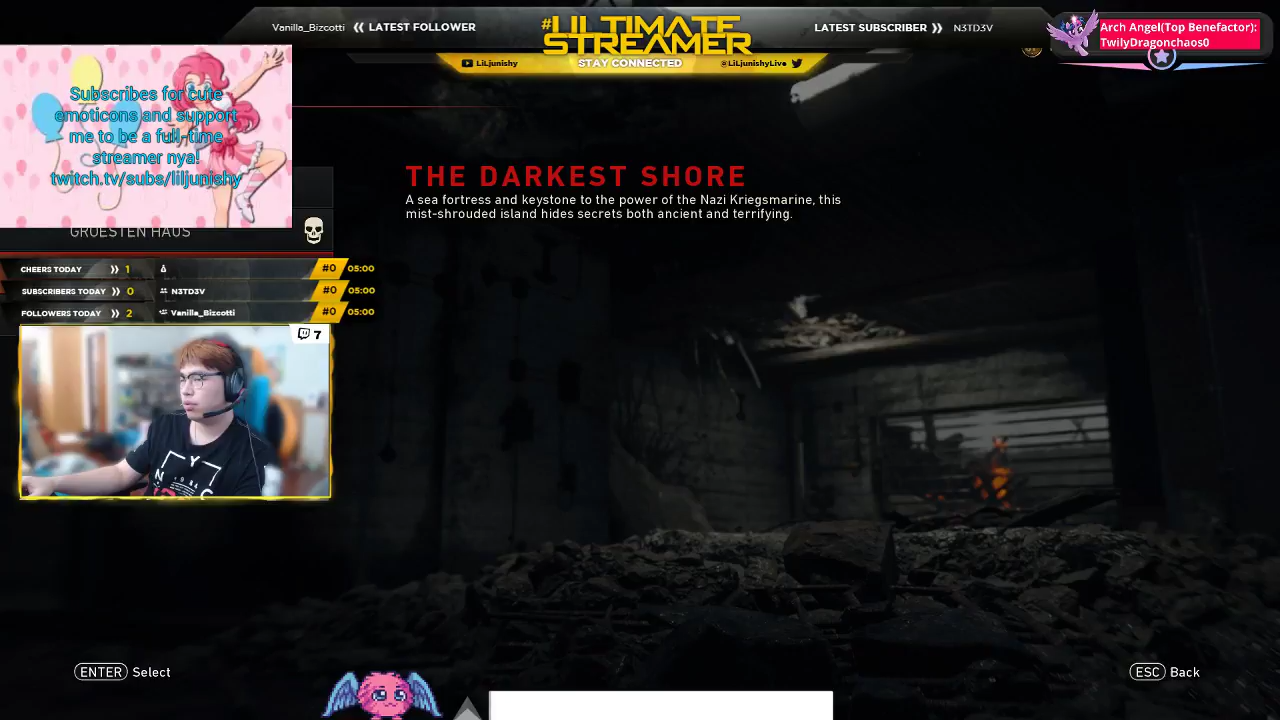 Vanilla_Bizcotti LATEST FOLLOWER
#ULTIMATE
STREAMER
LATEST SUBSCRIBER N3TD3V
Arch Angel(Top Benefactor):
TwilyDragonchaos0
LiLjunishy
STAY CONNECTED
@LiLjunishyLive
Subscribes for cute
emoticons and support
me to be a full-time
streamer nya!
twitch.tv/subs/liljunishy
THE DARKEST SHORE
A sea fortress and keystone to the power of the Nazi Kriegsmarine, this
mist-shrouded island hides secrets both ancient and terrifying.
GROESTEN HAUS
CHEERS TODAY 1 #0 05:00
SUBSCRIBERS TODAY 0 N3TD3V #0 05:00
FOLLOWERS TODAY 2 Vanilla_Bizcotti #0 05:00
7
Y
N C
ENTER Select
ESC Back